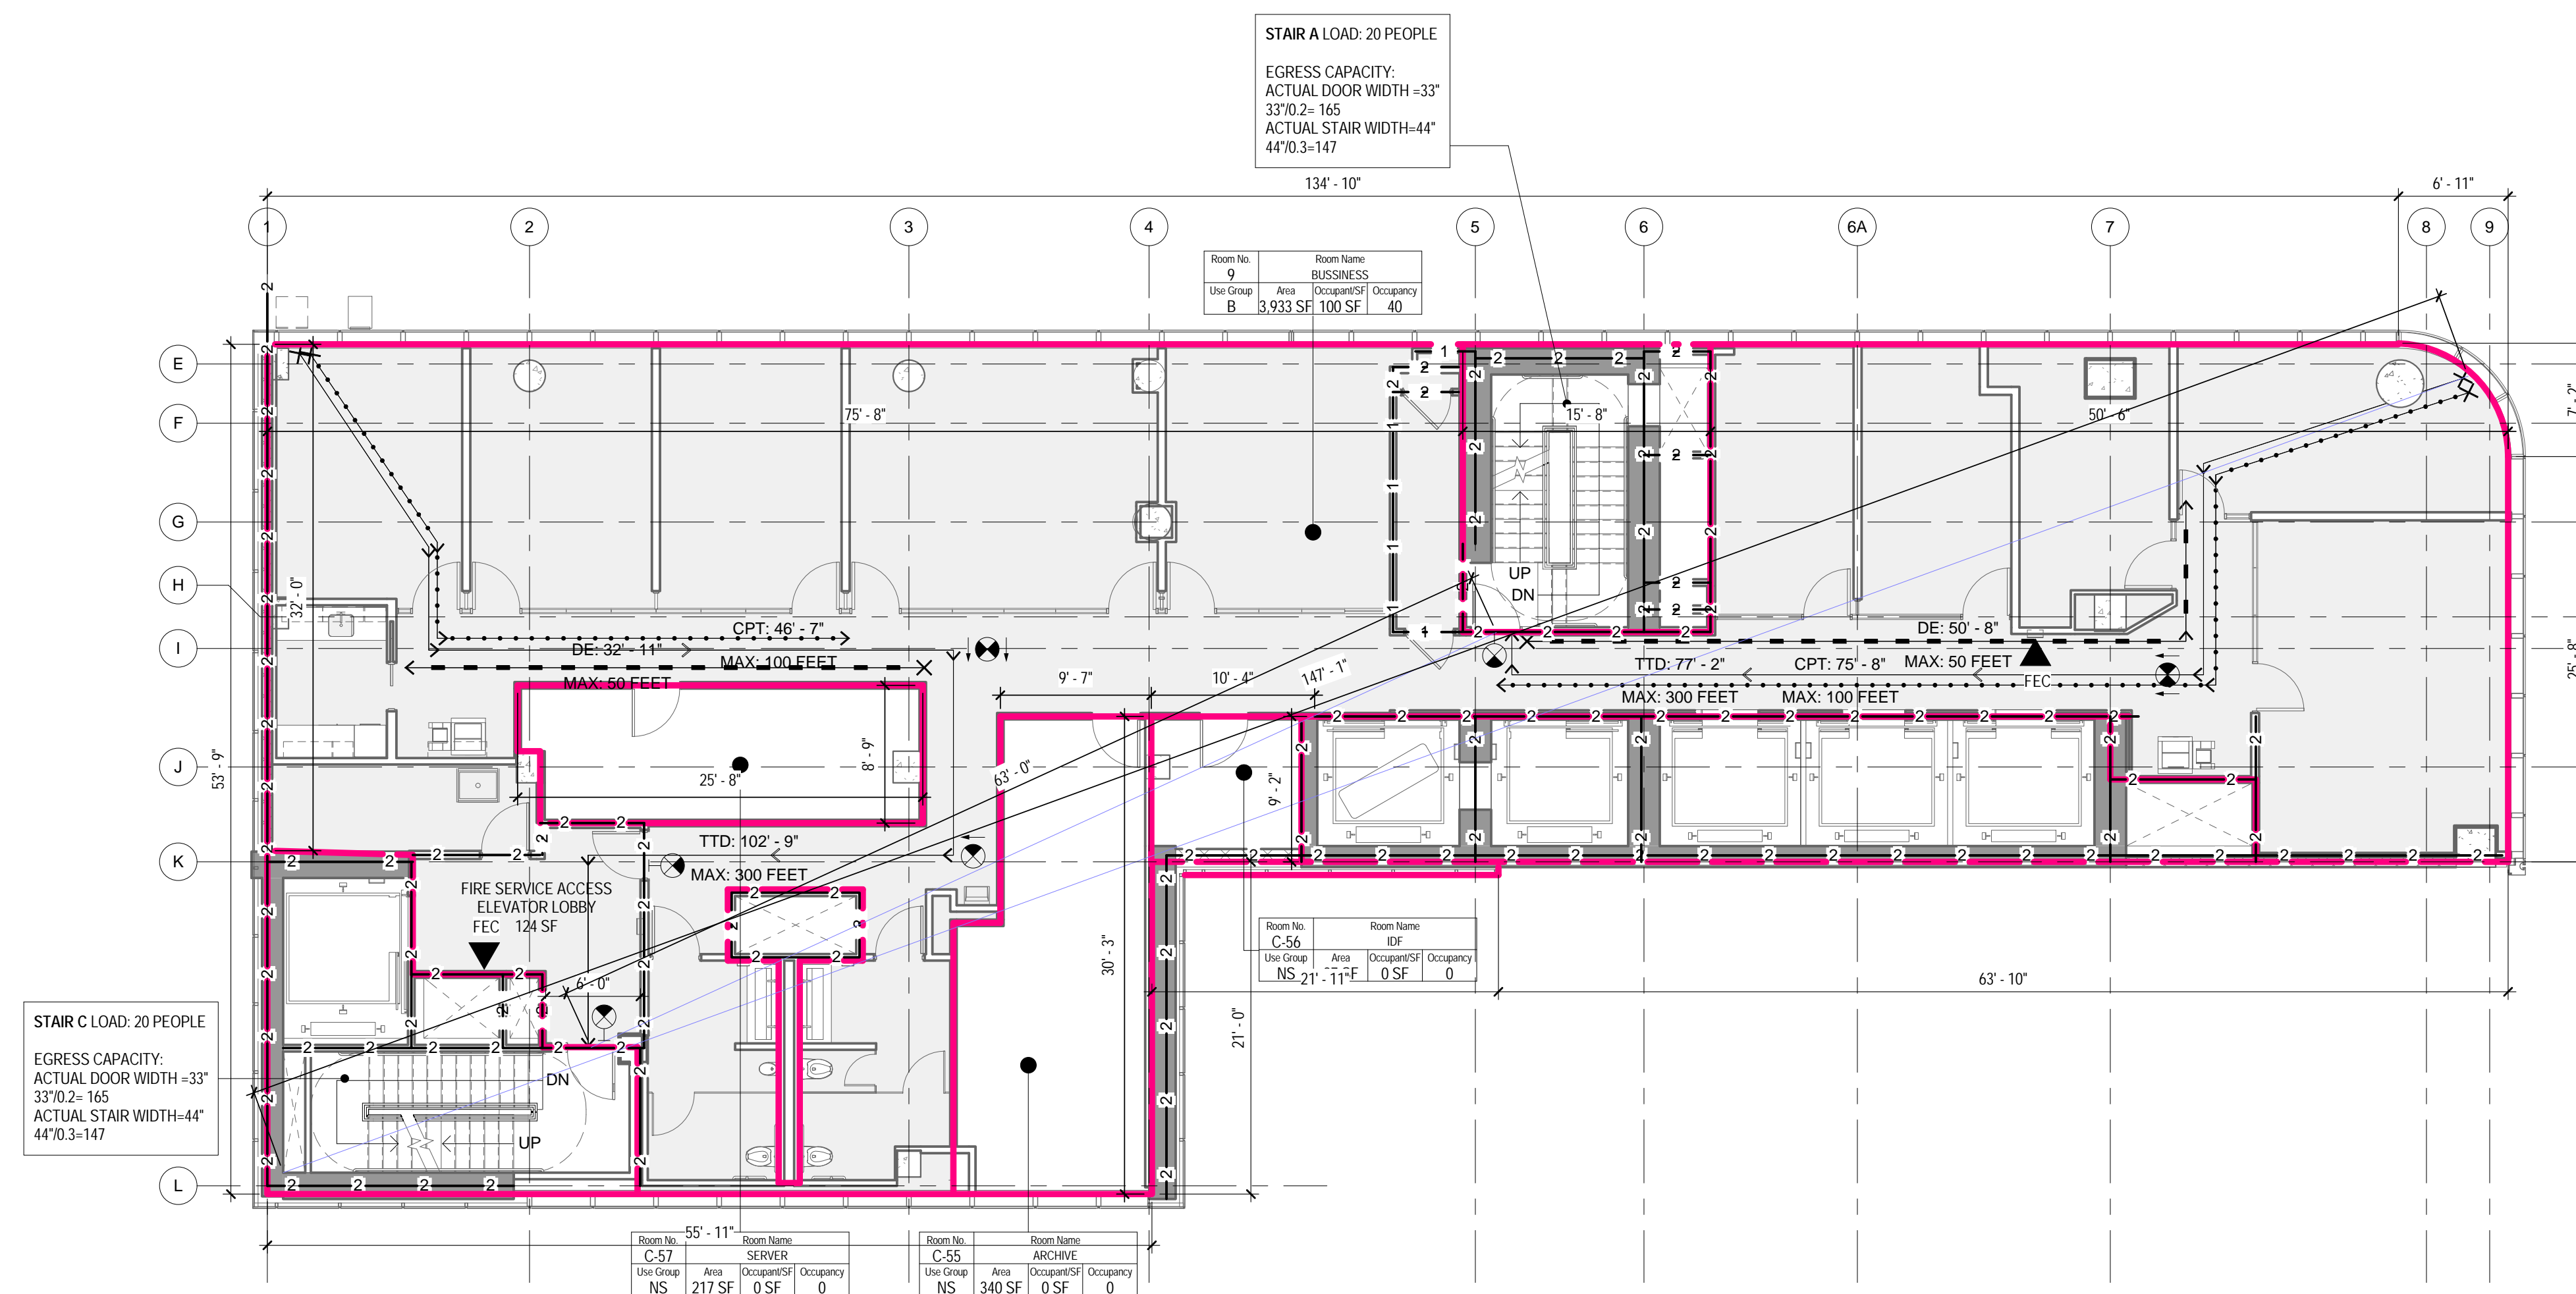 STAIR A LOAD: 20 PEOPLE
EGRESS CAPACITY:
ACTUAL DOOR WIDTH =33"
33"/0.2= 165
ACTUAL STAIR WIDTH=44"
44"/0.3=147
134' - 10"
6' - 11"
1
2
3
4
5
6
6A
7
8
9
Room No.
Room Name
9
BUSSINESS
Use Group
Area
Occupant/SF
Occupancy
B
3,933 SF
100 SF
40
E
F
G
H
I
J
K
L
75' - 8"
15' - 8"
50' - 6"
7' - 2"
32' - 0"
53' - 9"
UP
DN
CPT: 46' - 7"
DE: 32' - 11"
MAX: 100 FEET
MAX: 50 FEET
DE: 50' - 8"
TTD: 77' - 2"
CPT: 75' - 8"
MAX: 50 FEET
FEC
MAX: 300 FEET
MAX: 100 FEET
25' - 8"
9' - 7"
10' - 4"
147' - 1"
63' - 0"
25' - 8"
8' - 9"
9' - 2"
TTD: 102' - 9"
MAX: 300 FEET
FIRE SERVICE ACCESS
ELEVATOR LOBBY
FEC
124 SF
6' - 0"
30' - 3"
21' - 0"
Room No.
Room Name
C-56
IDF
Use Group
Area
Occupant/SF
Occupancy
NS
SF
0 SF
0
21' - 11"
63' - 10"
STAIR C LOAD: 20 PEOPLE
EGRESS CAPACITY:
ACTUAL DOOR WIDTH =33"
33"/0.2= 165
ACTUAL STAIR WIDTH=44"
44"/0.3=147
DN
UP
55' - 11"
Room No.
Room Name
C-57
SERVER
Use Group
Area
Occupant/SF
Occupancy
NS
217 SF
0 SF
0
Room No.
Room Name
C-55
ARCHIVE
Use Group
Area
Occupant/SF
Occupancy
NS
340 SF
0 SF
0